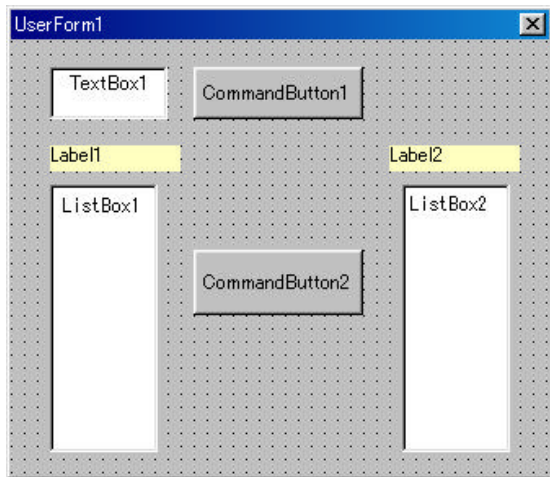 UserForm1
TextBox1
CommandButton1
Label1
Label2
ListBox1
ListBox2
CommandButton2